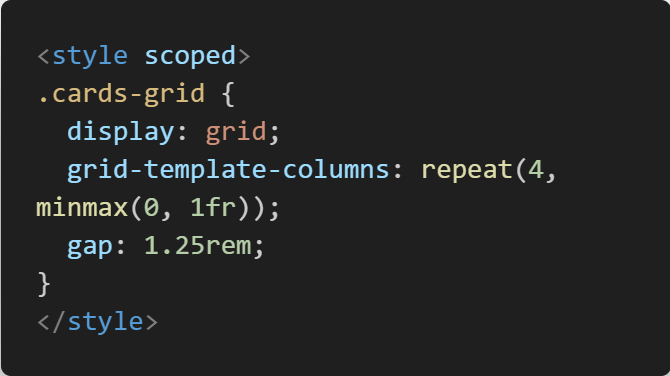 <style scoped>
.cards-grid {
  display: grid;
  grid-template-columns: repeat(4,
minmax(0, 1fr));
  gap: 1.25rem;
}
</style>